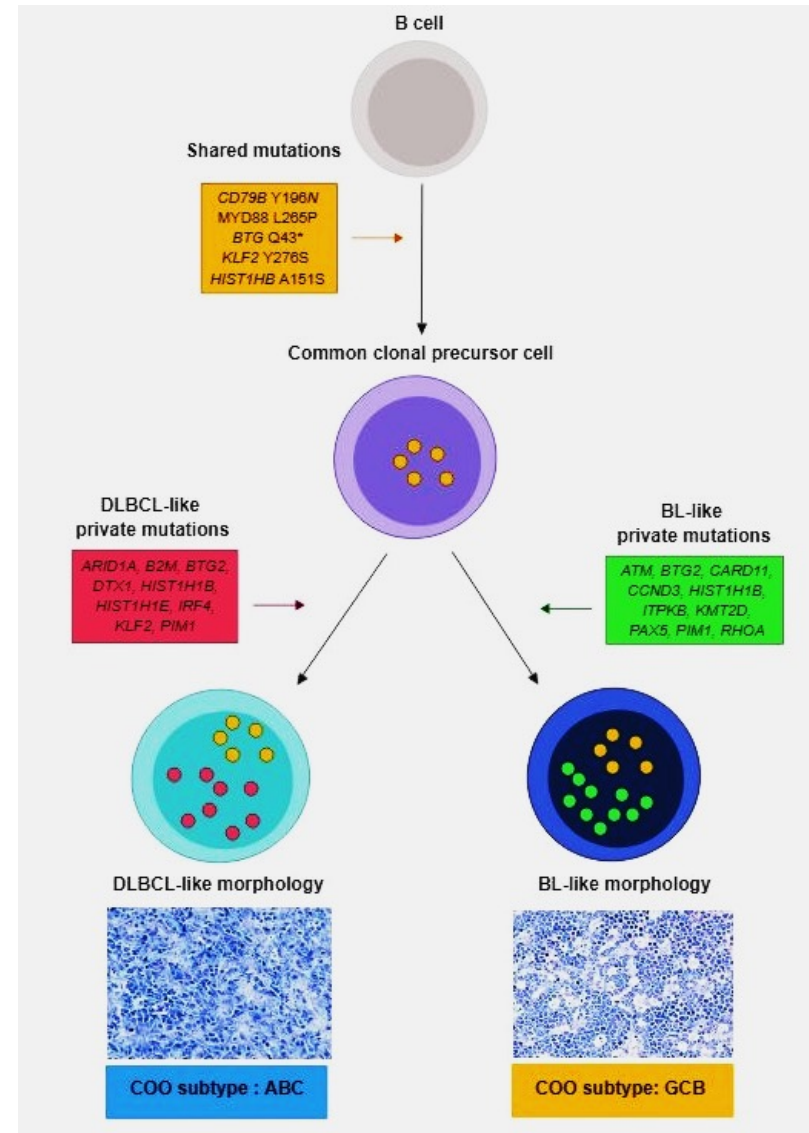 B cell
Shared mutations
CD79B Y196N
MYD88 L265P
BTG Q43*
KLF2 Y276S
HIST1HB A151S
Common clonal precursor cell
DLBCL-like
private mutations
ARID1A, B2M, BTG2,
DTX1, HIST1H1B,
HIST1H1E, IRF4,
KLF2, PIM1
BL-like
private mutations
ATM, BTG2, CARD11,
CCND3, HIST1H1B,
ITPKB, KMT2D,
PAX5, PIM1, RHOA
DLBCL-like morphology
BL-like morphology
COO subtype : ABC
COO subtype: GCB